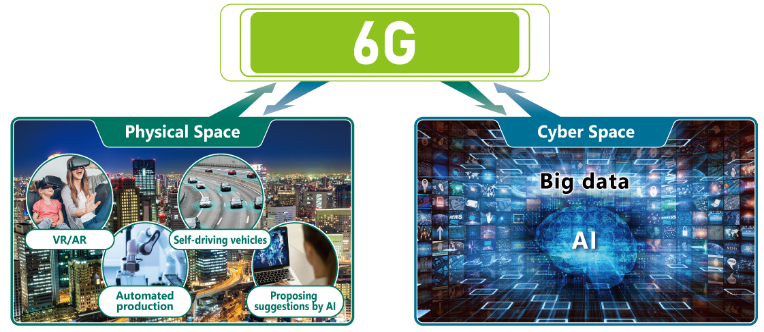 6G
Physical Space
VR/AR
Self-driving vehicles
Automated
production
Proposing
suggestions by AI
Cyber Space
Big data
AI